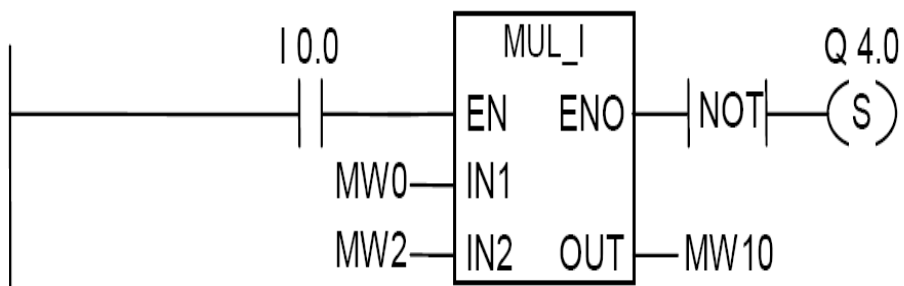 I 0.0
MUL_I
Q 4.0
EN ENO
NOT
S
MW0 IN1
MW2 IN2 OUT MW10